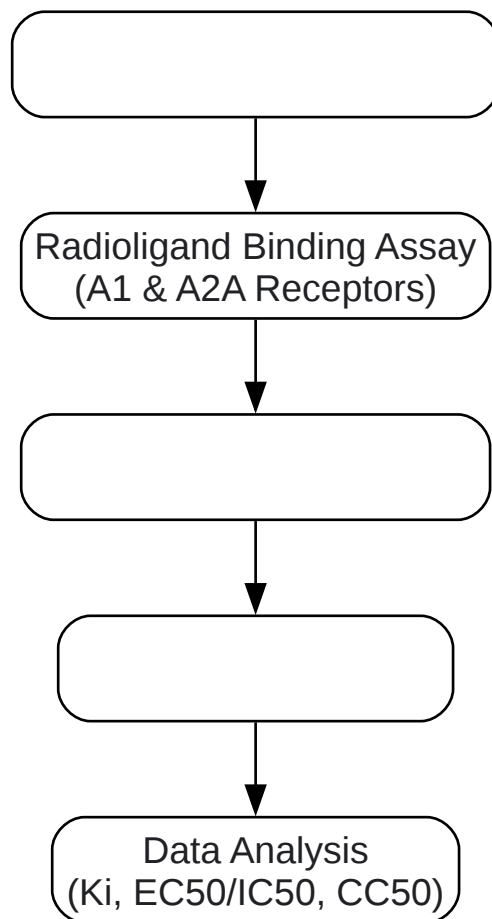 Radioligand Binding Assay
(A1 & A2A Receptors)
Data Analysis
(Ki, EC50/IC50, CC50)